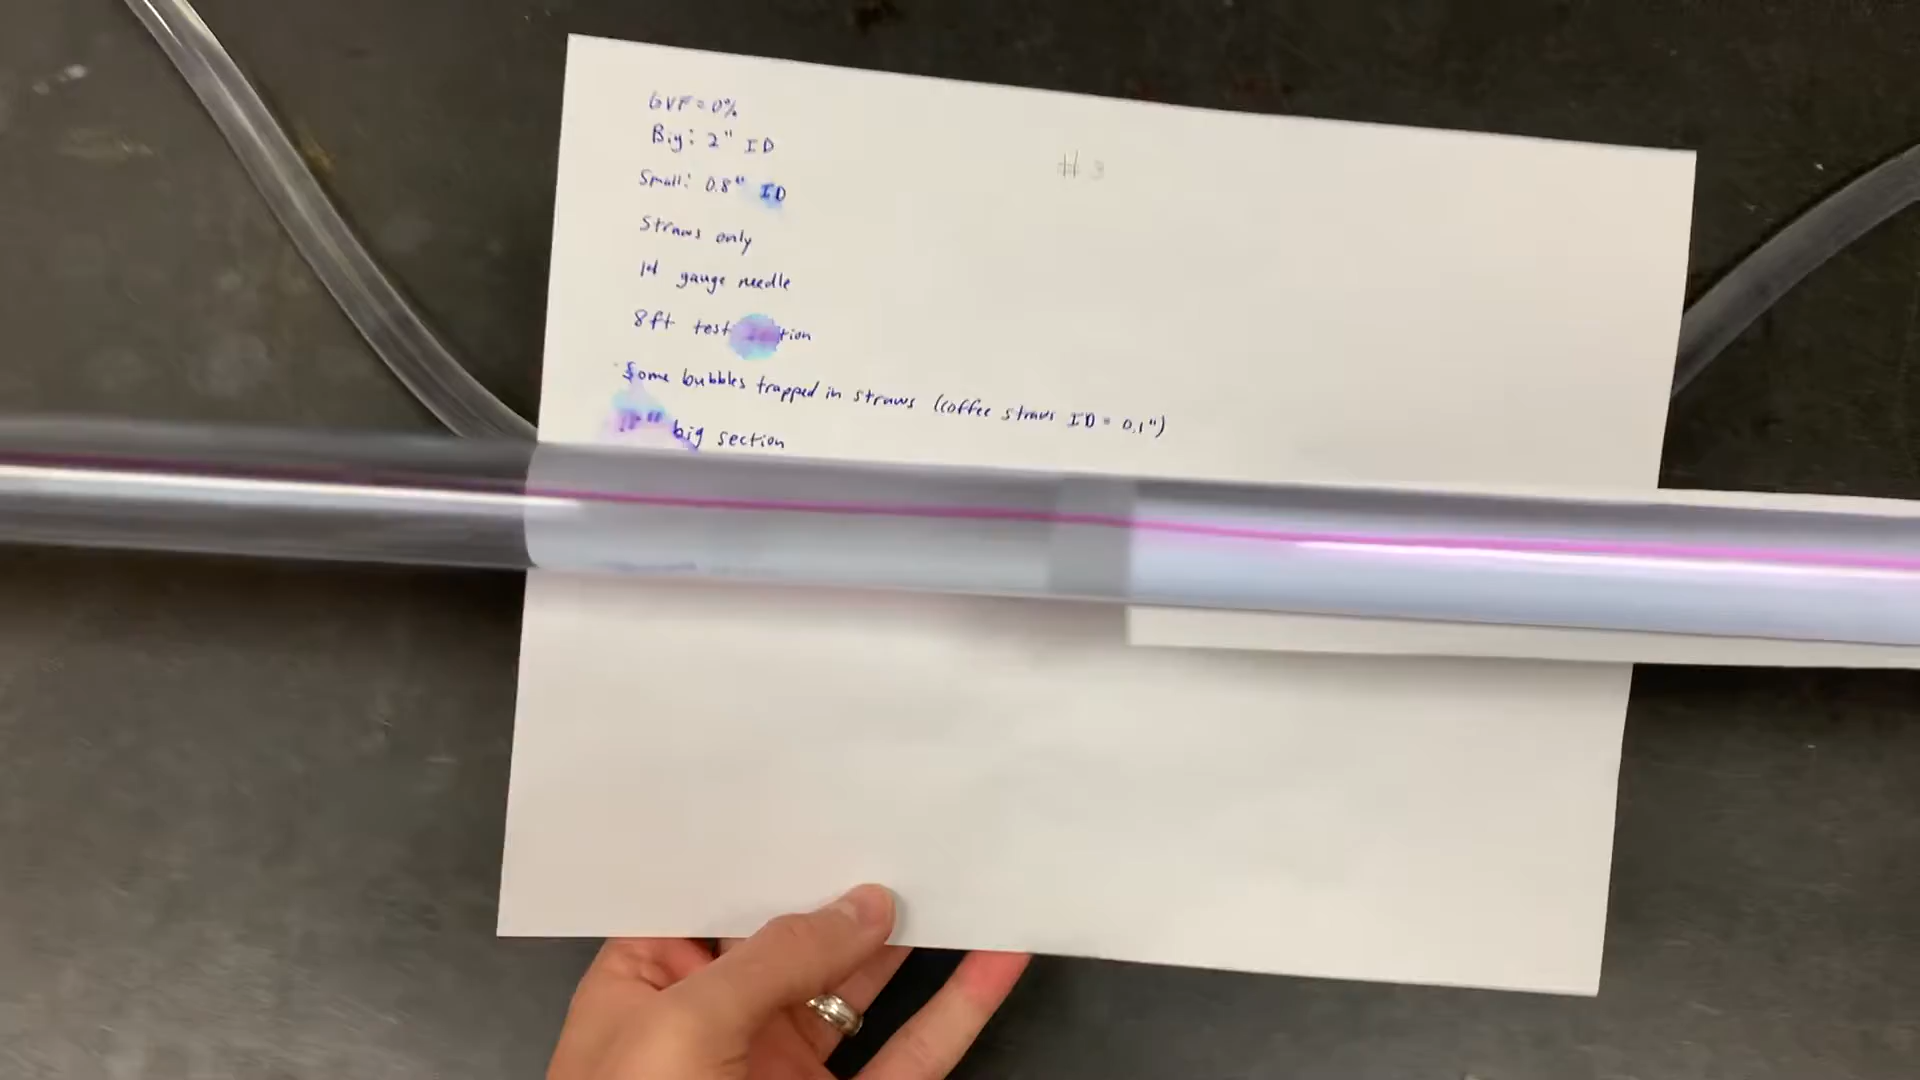 GVF = 0%
Big: 2" ID
# 3
Small: 0.8" ID
Straws only
gauge needle
8ft test section
Some bubbles trapped in straws (coffee straws ID = 0.1")
big section